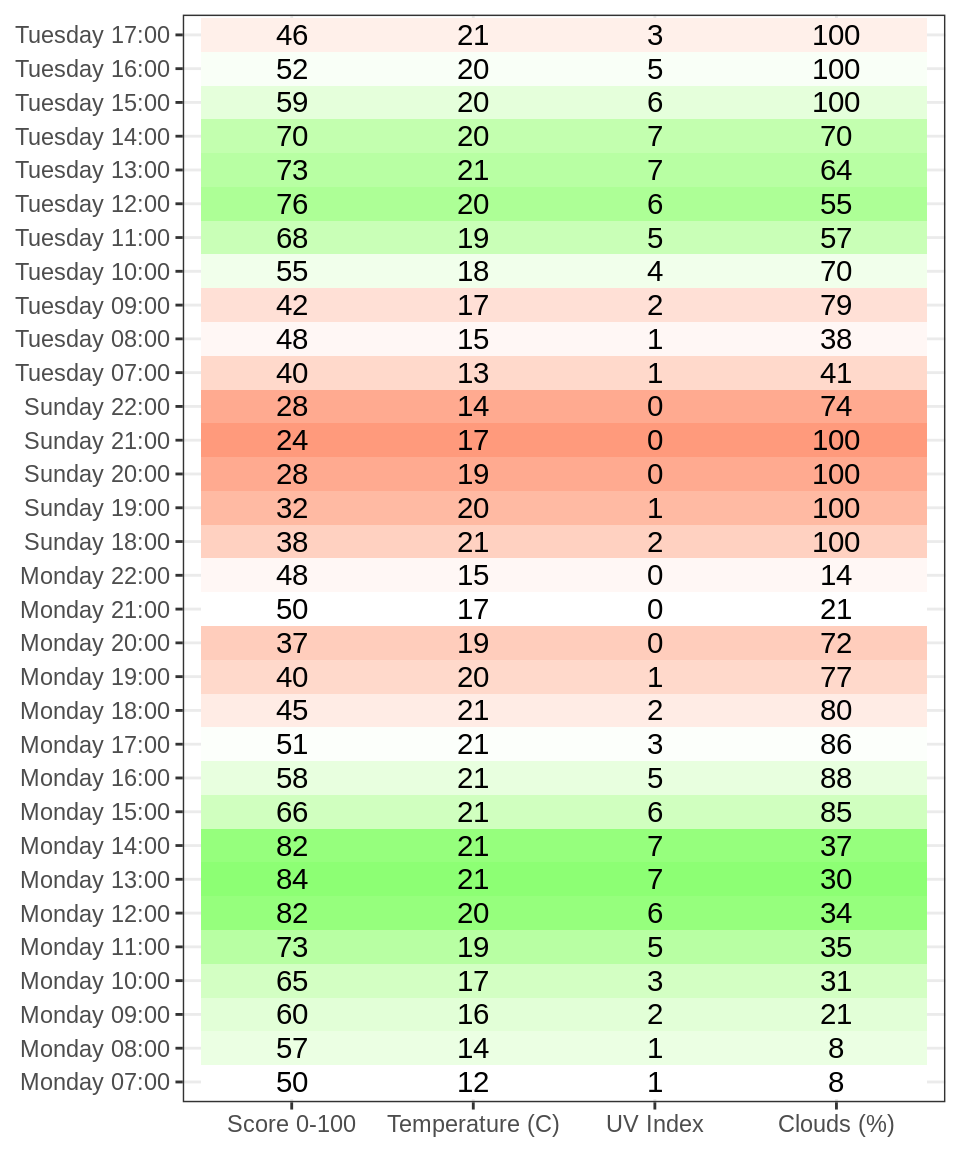 Tuesday 17:00 46 21 3 100
Tuesday 16:00 52 20 5 100
Tuesday 15:00 59 20 6 100
Tuesday 14:00 70 20 7 70
Tuesday 13:00 73 21 7 64
Tuesday 12:00 76 20 6 55
Tuesday 11:00 68 19 5 57
Tuesday 10:00 55 18 4 70
Tuesday 09:00 42 17 2 79
Tuesday 08:00 48 15 1 38
Tuesday 07:00 40 13 1 41
Sunday 22:00 28 14 0 74
Sunday 21:00 24 17 0 100
Sunday 20:00 28 19 0 100
Sunday 19:00 32 20 1 100
Sunday 18:00 38 21 2 100
Monday 22:00 48 15 0 14
Monday 21:00 50 17 0 21
Monday 20:00 37 19 0 72
Monday 19:00 40 20 1 77
Monday 18:00 45 21 2 80
Monday 17:00 51 21 3 86
Monday 16:00 58 21 5 88
Monday 15:00 66 21 6 85
Monday 14:00 82 21 7 37
Monday 13:00 84 21 7 30
Monday 12:00 82 20 6 34
Monday 11:00 73 19 5 35
Monday 10:00 65 17 3 31
Monday 09:00 60 16 2 21
Monday 08:00 57 14 1 8
Monday 07:00 50 12 1 8
Score 0-100 Temperature (C) UV Index Clouds (%)